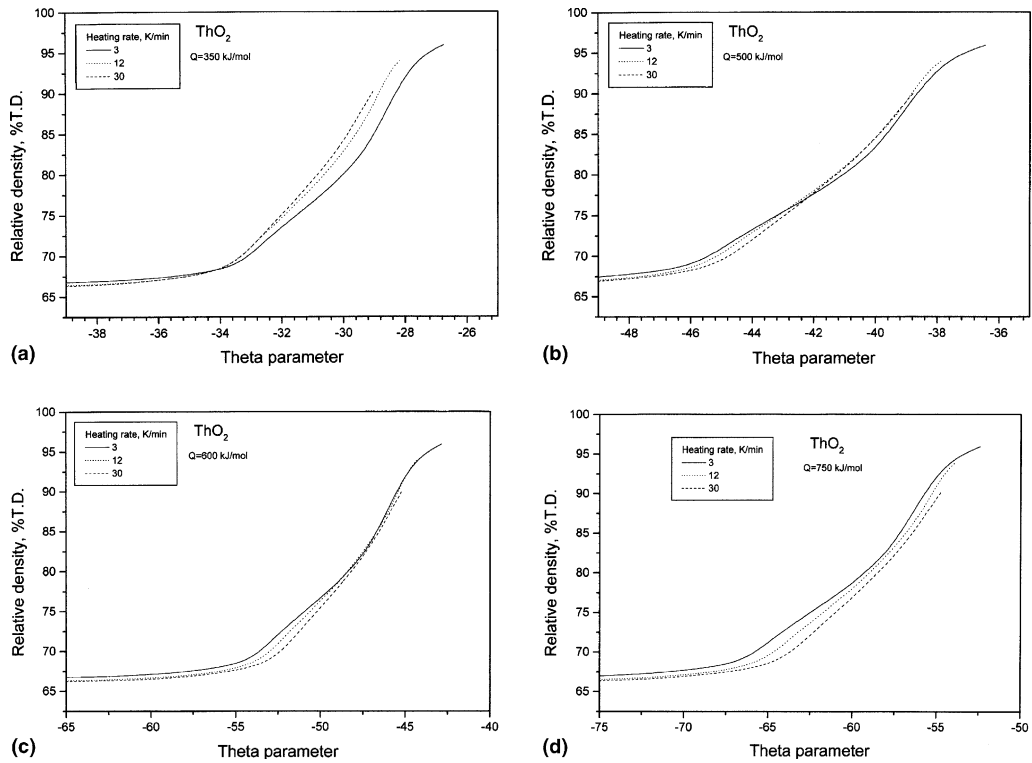 100
95
90
85
80
75
70
65
Relative density, %T.D.
Heating rate, K/min
3
12
30
ThO₂
Q=350 kJ/mol
-38 -36 -34 -32 -30 -28 -26
Theta parameter
(a)
100
95
90
85
80
75
70
65
Relative density, %T.D.
Heating rate, K/min
3
12
30
ThO₂
Q=500 kJ/mol
-48 -46 -44 -42 -40 -38 -36
Theta parameter
(b)
100
95
90
85
80
75
70
65
Relative density, %T.D.
Heating rate, K/min
3
12
30
ThO₂
Q=600 kJ/mol
-65 -60 -55 -50 -45 -40
Theta parameter
(c)
100
95
90
85
80
75
70
65
Relative density, %T.D.
Heating rate, K/min
3
12
30
ThO₂
Q=750 kJ/mol
-75 -70 -65 -60 -55 -50
Theta parameter
(d)